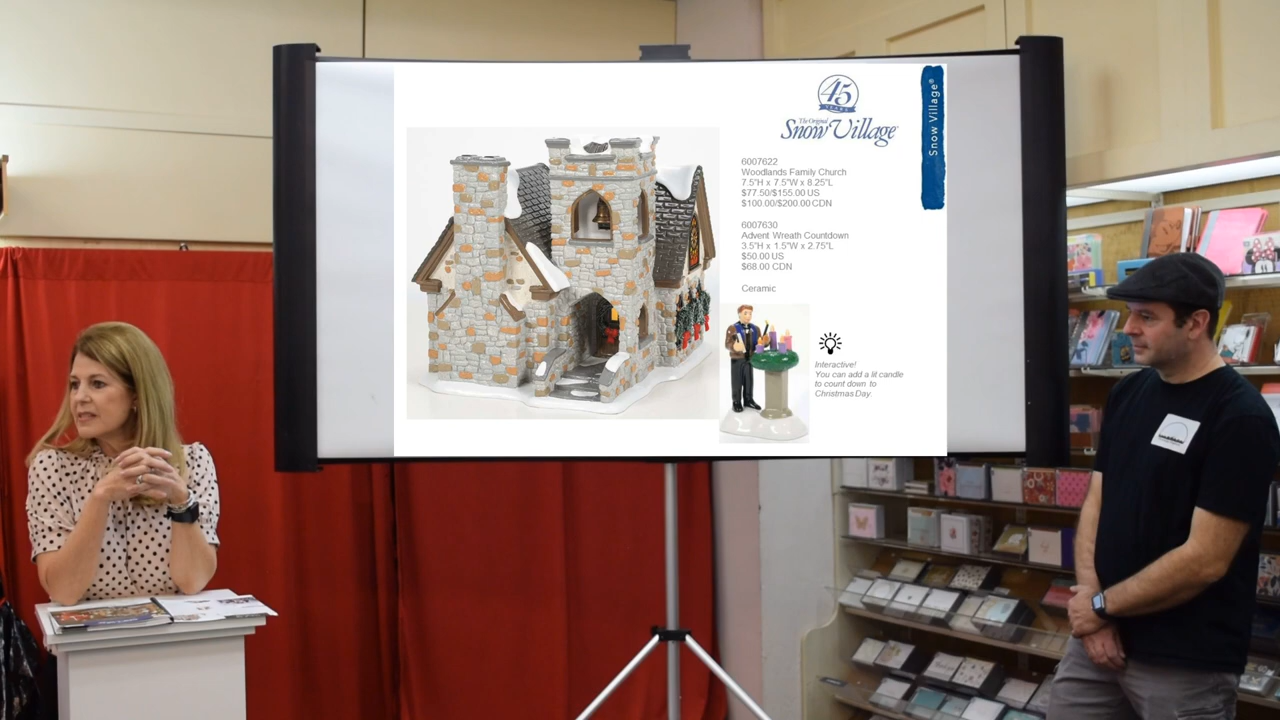 45
YEARS
The Original
Snow Village
Snow Village®
6007622
Woodlands Family Church
7.5"H x 7.5"W x 8.25"L
$77.50/$155.00 US
$100.00/$200.00 CDN
6007630
Advent Wreath Countdown
3.5"H x 1.5"W x 2.75"L
$50.00 US
$68.00 CDN
Ceramic
Interactive!
You can add a lit candle
to count down to
Christmas Day.